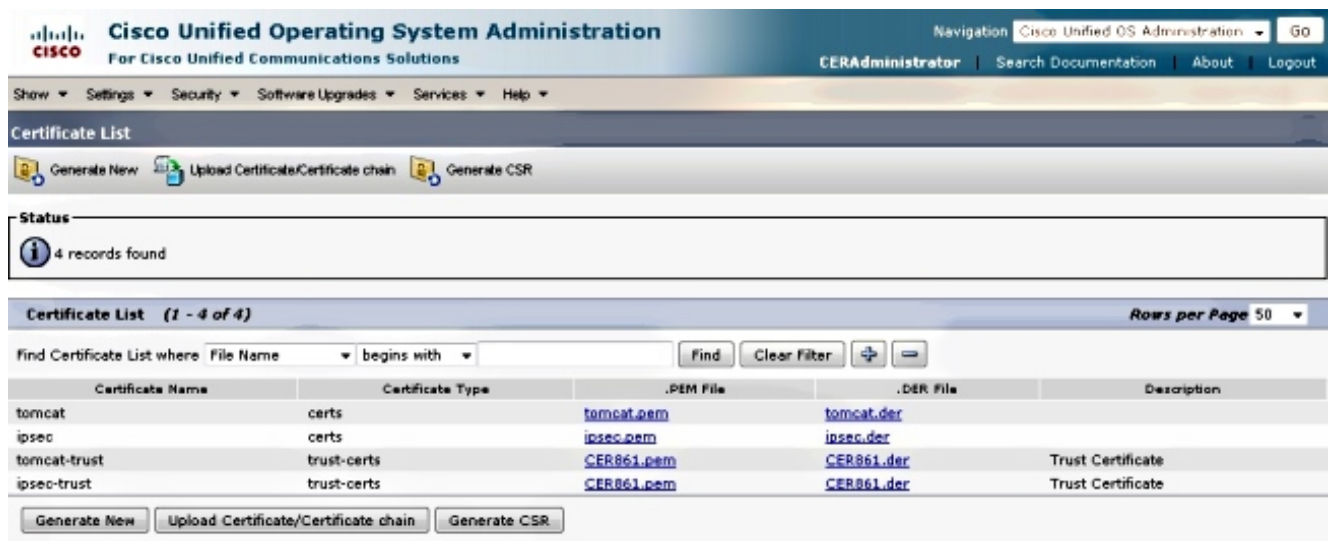 Cisco Unified Operating System Administration
CISCO For Cisco Unified Communications Solutions
Navigation Cisco Unified OS Administration Go
CERAdministrator | Search Documentation | About | Logout
Show Settings Security Software Upgrades Services Help
Certificate List
Generate New Upload Certificate/Certificate chain Generate CSR
Status
4 records found
Certificate List (1 - 4 of 4) Rows per Page 50
Find Certificate List where File Name begins with Find Clear Filter
Certificate Name Certificate Type .PEM File .DER File Description
tomcat certs tomcat.pem tomcat.der
ipsec certs ipsec.pem ipsec.der
tomcat-trust trust-certs CER861.pem CER861.der Trust Certificate
ipsec-trust trust-certs CER861.pem CER861.der Trust Certificate
Generate New Upload Certificate/Certificate chain Generate CSR